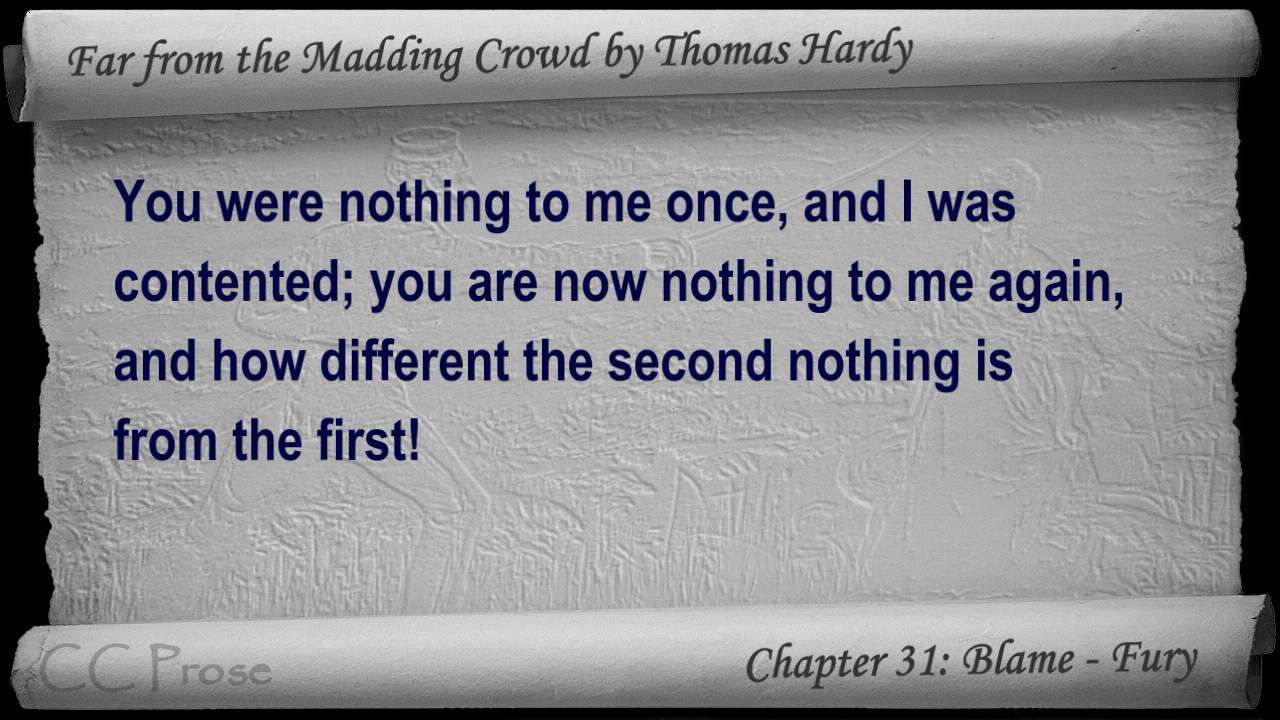 Far from the Madding Crowd by Thomas Hardy
You were nothing to me once, and I was
contented; you are now nothing to me again,
and how different the second nothing is
from the first!
CC Prose
Chapter 31: Blame - Fury